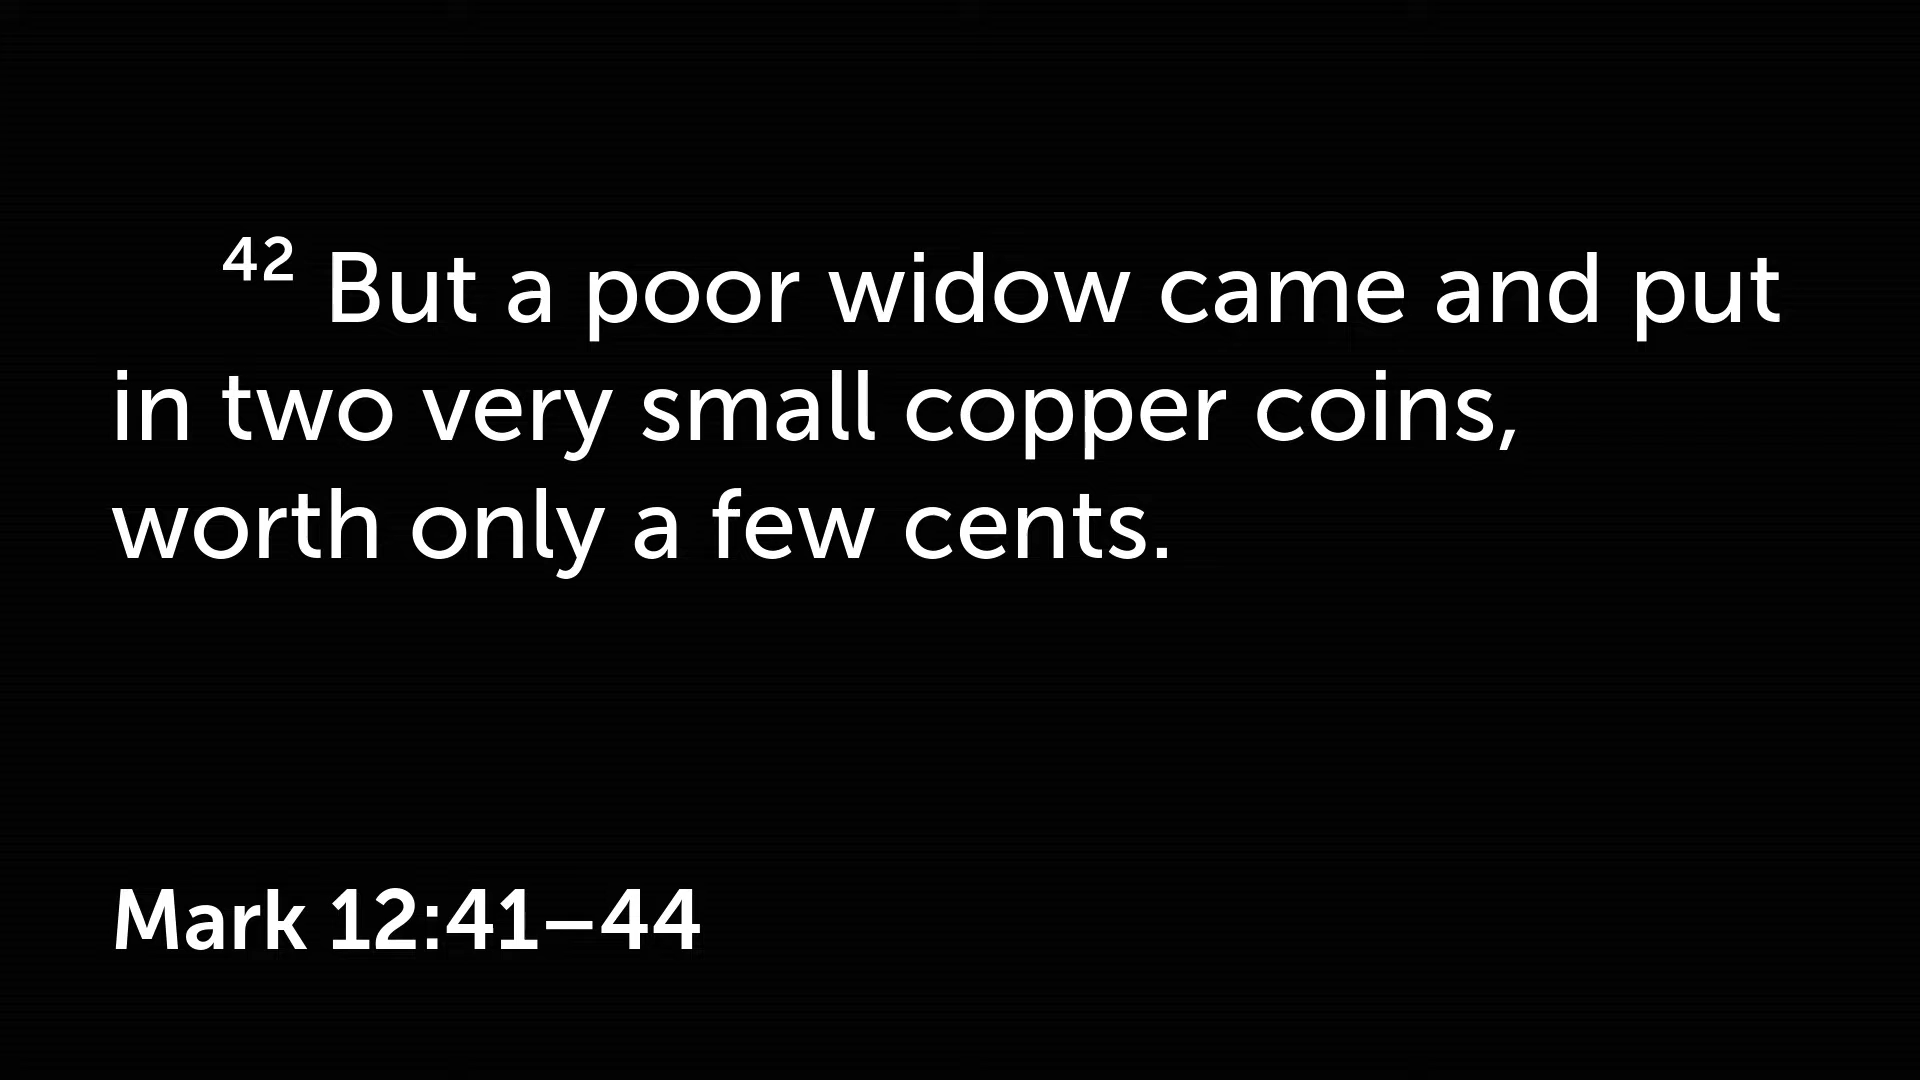 ⁴² But a poor widow came and put
in two very small copper coins,
worth only a few cents.
Mark 12:41–44